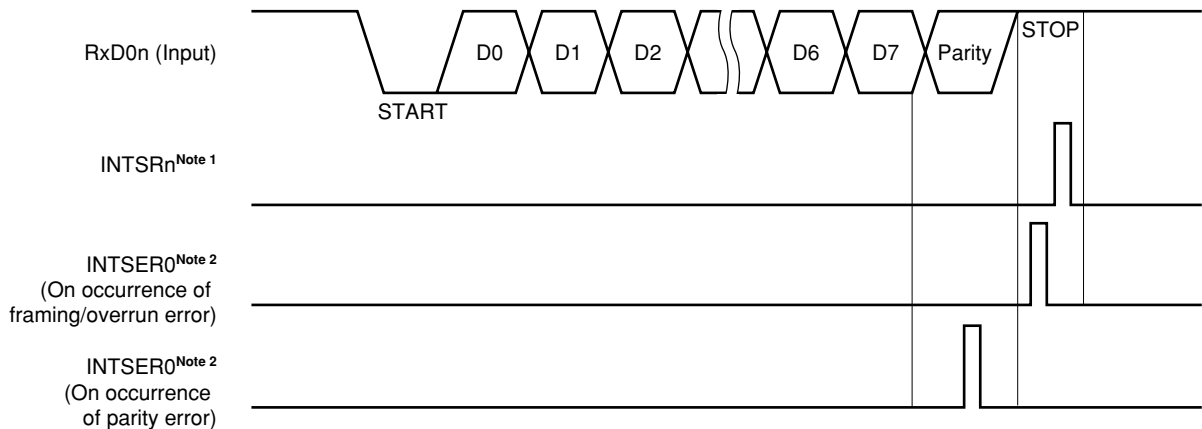 RxD0n (Input)
D0 D1 D2 D6 D7 Parity STOP
START
INTSRnNote 1
INTSER0Note 2
(On occurrence of
framing/overrun error)
INTSER0Note 2
(On occurrence
of parity error)